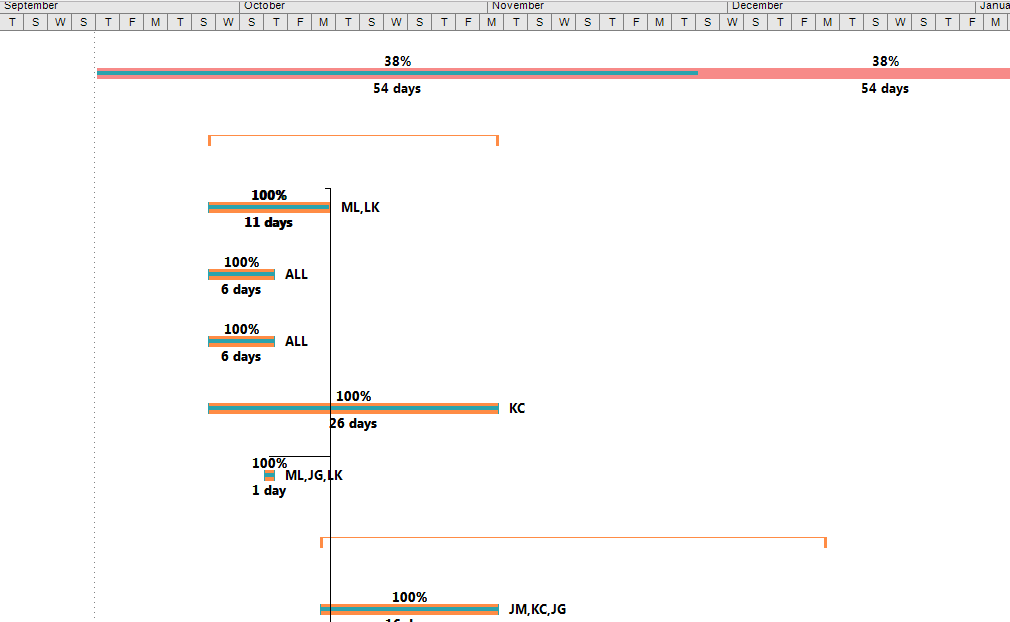 September October November December Janua
T S W S T F M T S W S T F M T S W S T F M T S W S T F M T S W S T F M T S W S T F M
38% 38%
54 days 54 days
100%
ML,LK
11 days
100%
ALL
6 days
100%
ALL
6 days
100%
KC
26 days
100%
ML,JG,LK
1 day
100%
JM,KC,JG